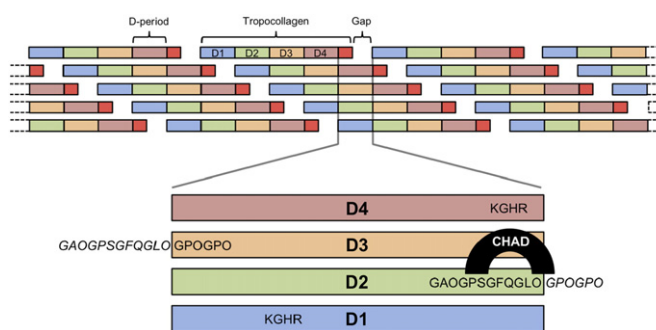 D-period Tropocollagen Gap
D1 D2 D3 D4
D4 KGHR
GAOGPSGFQGLO GPOGPO D3 CHAD
D2 GAOGPSGFQGLO GPOGPO
KGHR D1